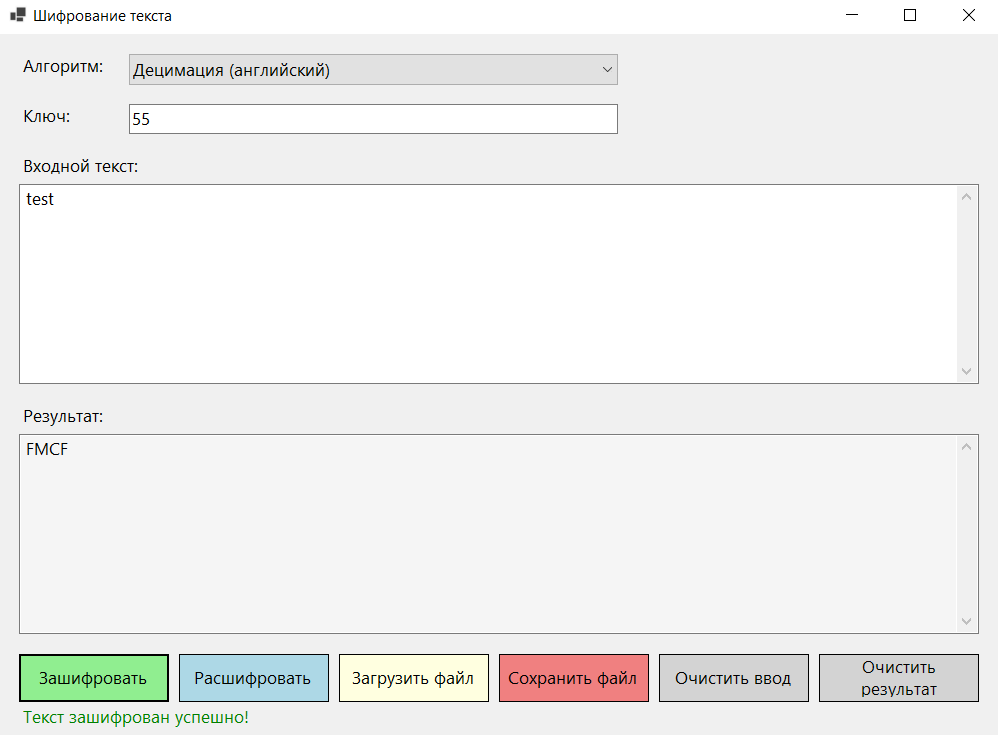 Шифрование текста
Алгоритм:
Децимация (английский)
Ключ:
55
Входной текст:
test
Результат:
FMCF
Зашифровать
Расшифровать
Загрузить файл
Сохранить файл
Очистить ввод
Очистить
результат
Текст зашифрован успешно!